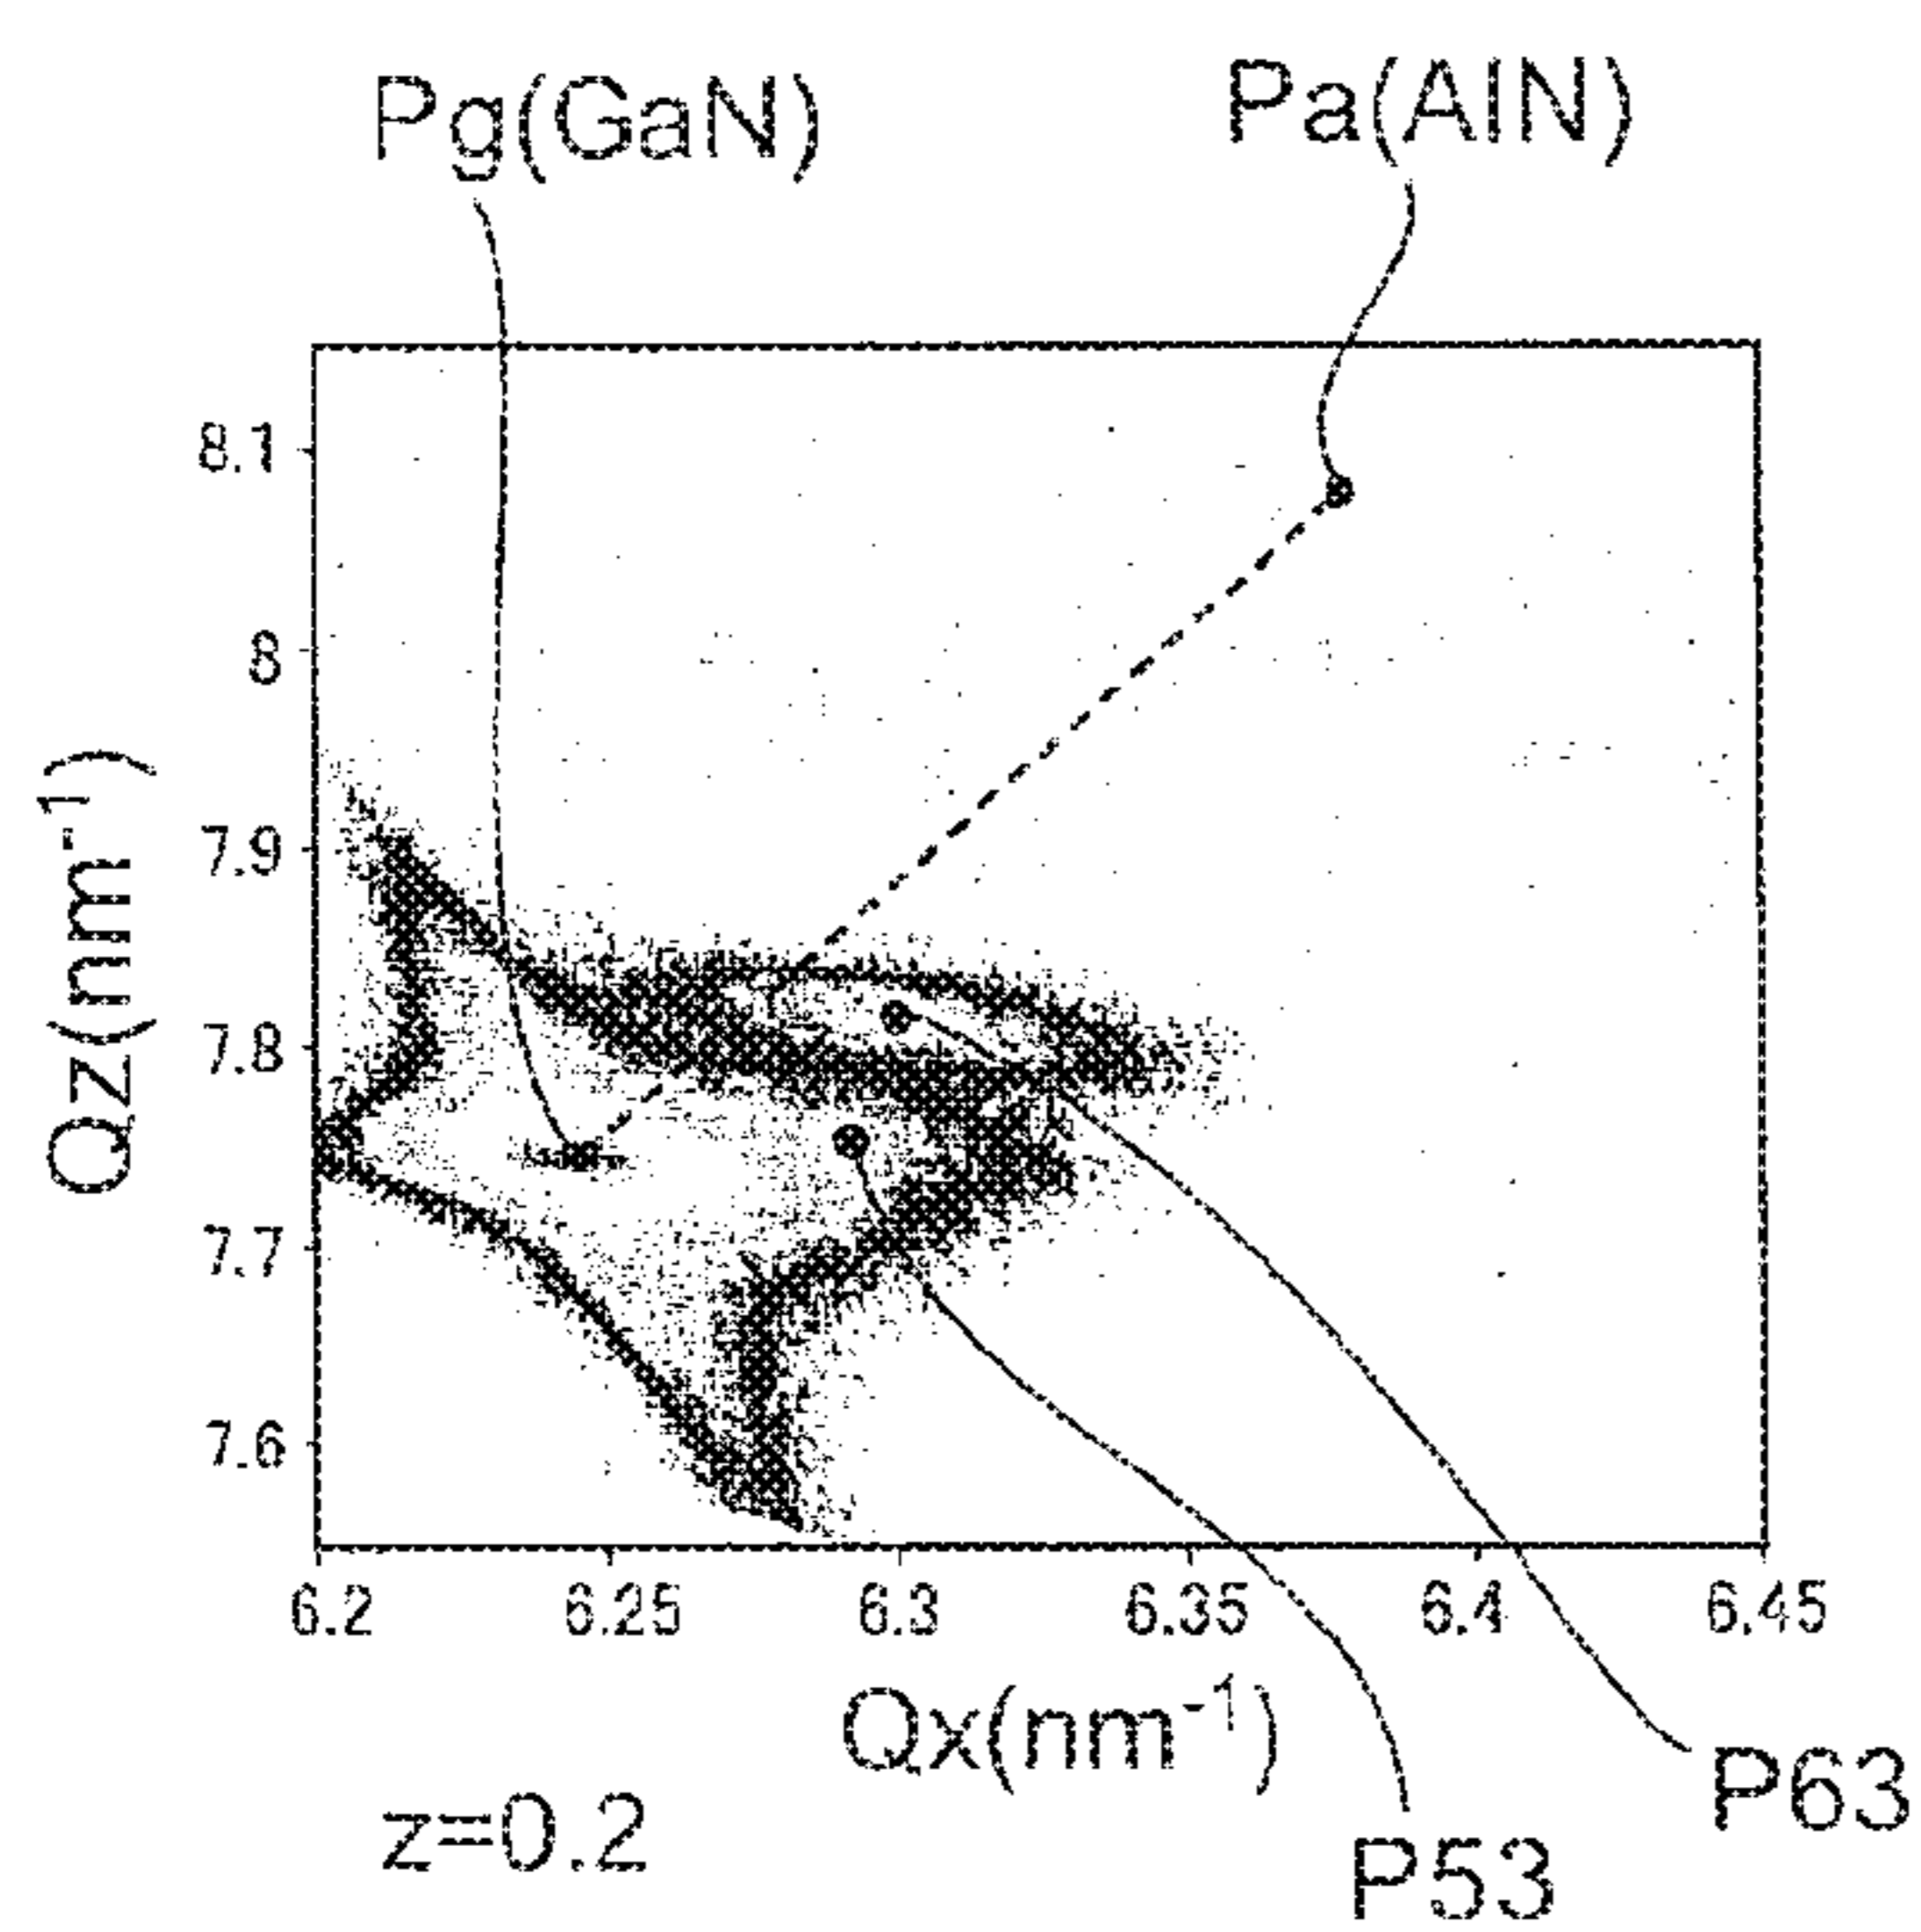 Pg(GaN)
Pa(AlN)
8.1
8
7.9
7.8
7.7
7.6
Qz(nm⁻¹)
6.2 6.25 6.3 6.35 6.4 6.45
Qx(nm⁻¹)
P63
z=0.2
P53